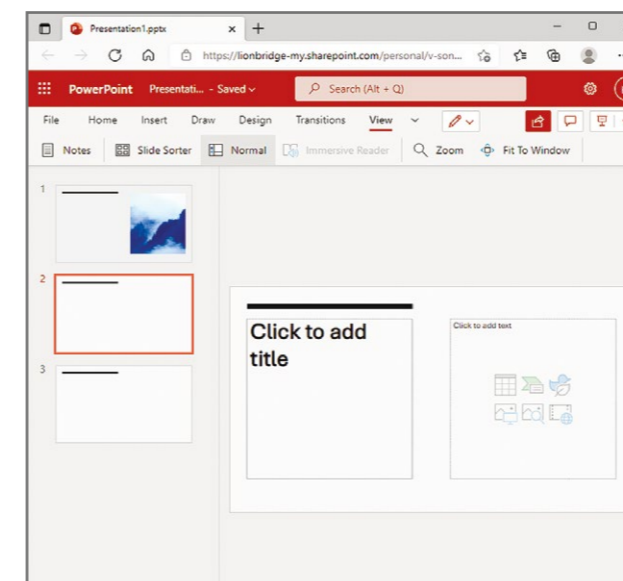 Presentation1.pptx
https://lionbridge-my.sharepoint.com/personal/v-son...
PowerPoint Presentati... - Saved
Search (Alt + Q)
File Home Insert Draw Design Transitions View
Notes Slide Sorter Normal Immersive Reader Zoom Fit To Window
1
2
3
Click to add
title
Click to add text